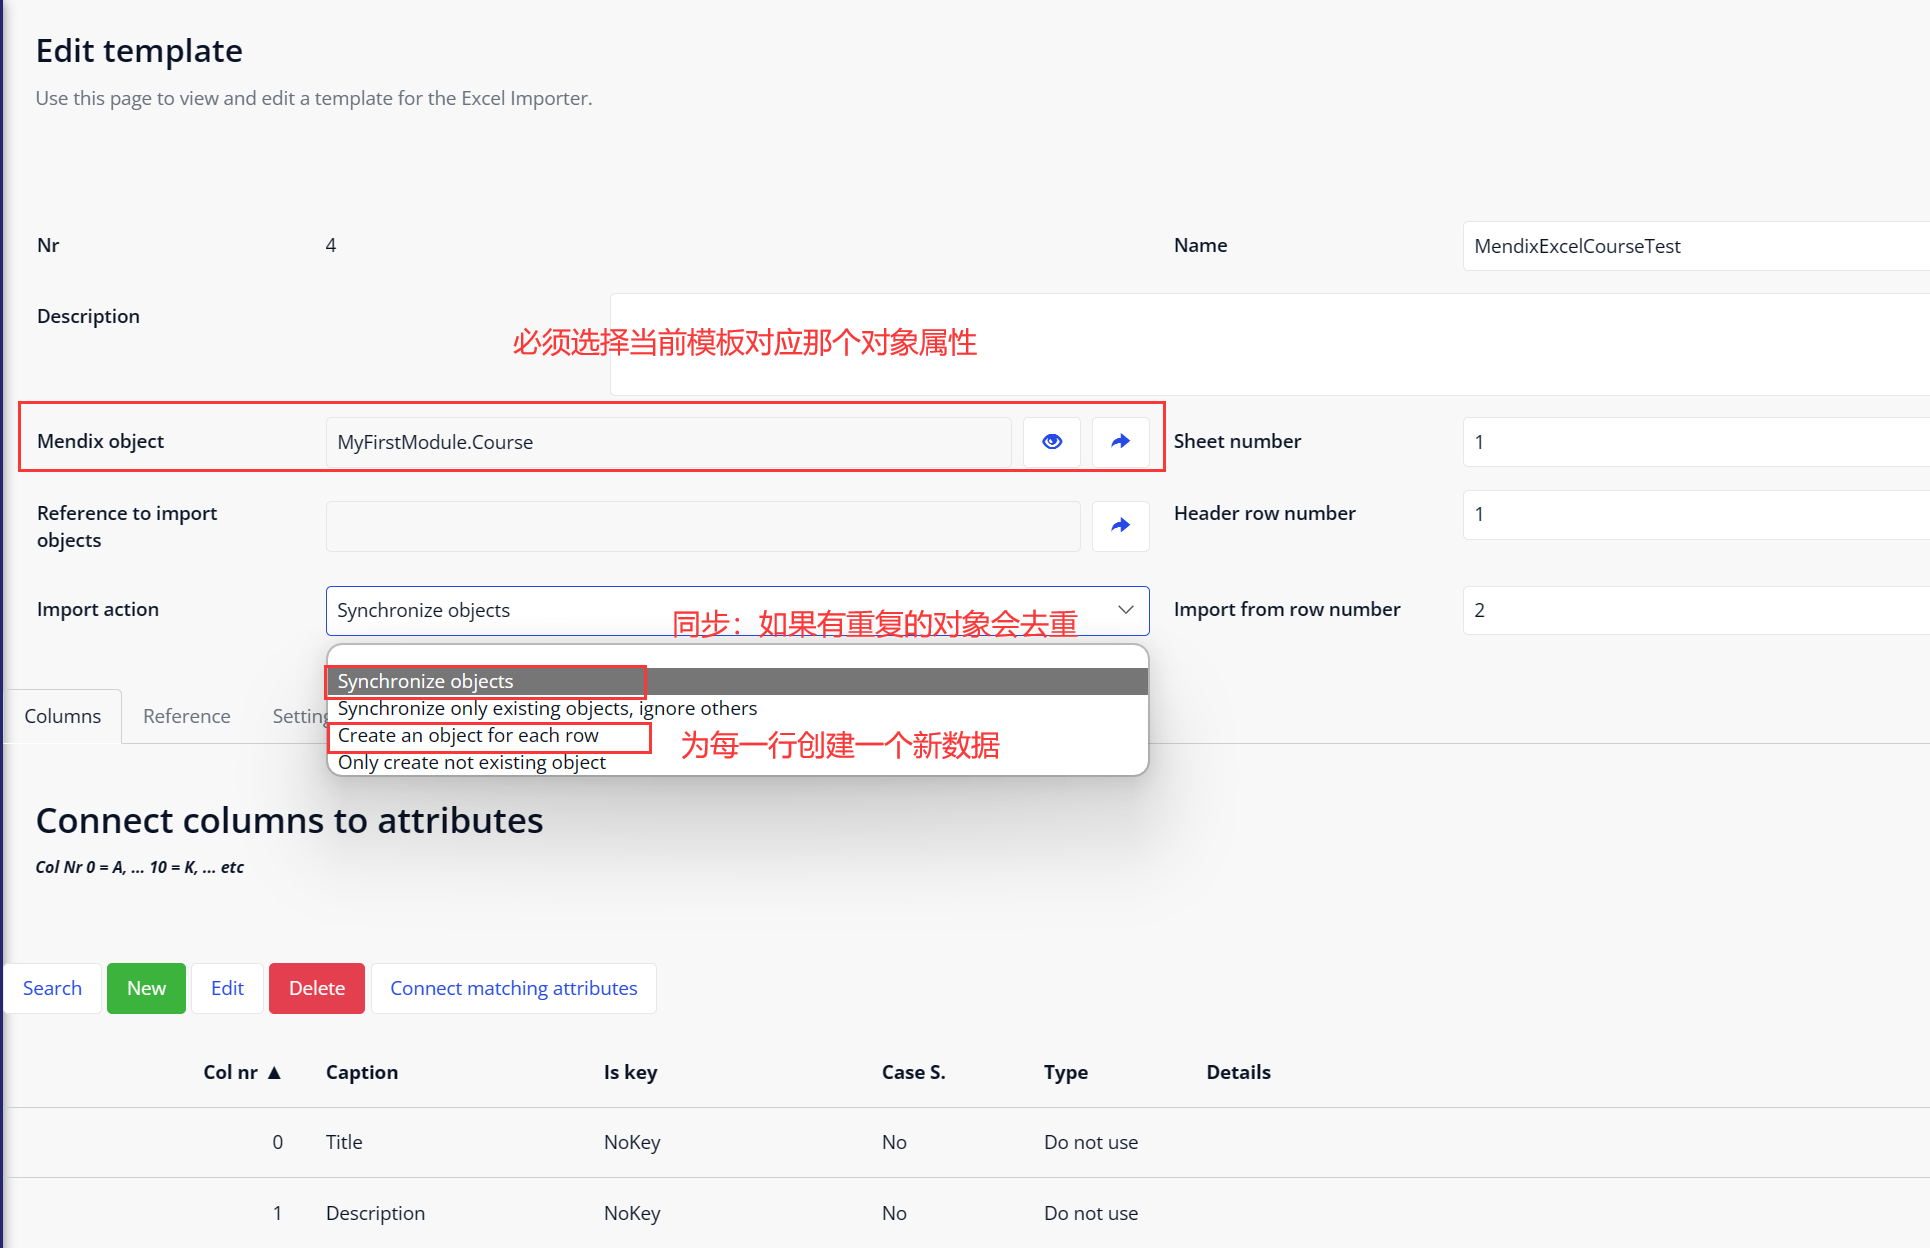 Edit template
Use this page to view and edit a template for the Excel Importer.
Nr
4
Name
MendixExcelCourseTest
Description
必须选择当前模板对应那个对象属性
Mendix object
MyFirstModule.Course
Sheet number
1
Reference to import
objects
Header row number
1
Import action
Synchronize objects
同步：如果有重复的对象会去重
Import from row number
2
Synchronize objects
Synchronize only existing objects, ignore others
Create an object for each row
为每一行创建一个新数据
Only create not existing object
Columns
Reference
Setting
Connect columns to attributes
Col Nr 0 = A, ... 10 = K, ... etc
Search
New
Edit
Delete
Connect matching attributes
Col nr ▲
Caption
Is key
Case S.
Type
Details
0
Title
NoKey
No
Do not use
1
Description
NoKey
No
Do not use